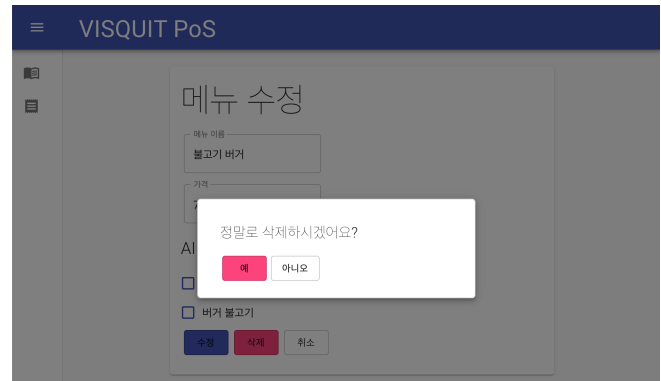 VISQUIT PoS
메뉴 수정
메뉴 이름
불고기 버거
가격
정말로 삭제하시겠어요?
예
아니오
AI
버거 불고기
수정
삭제
취소